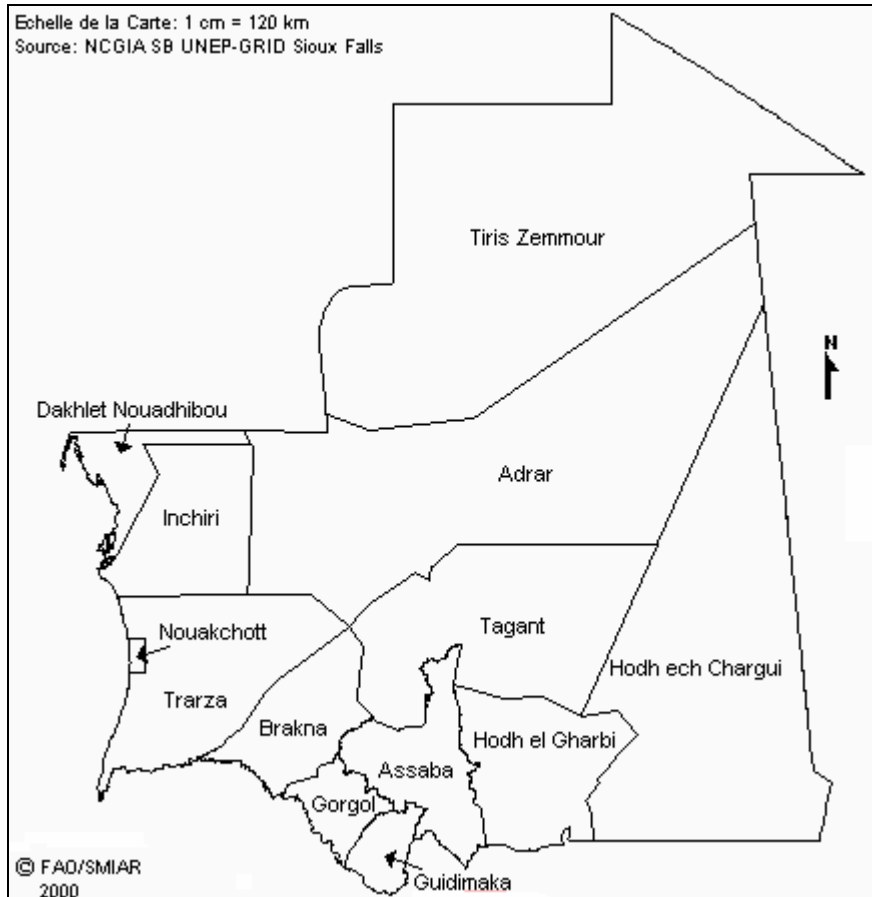 Echelle de la Carte: 1 cm = 120 km
Source: NCGIA SB UNEP-GRID Sioux Falls
Tiris Zemmour
N
Dakhlet Nouadhibou
Adrar
Inchiri
Nouakchott
Tagant
Hodh ech Chargui
Trarza
Brakna
Hodh el Gharbi
Assaba
Gorgol
© FAO/SMIAR
2000
Guidimaka